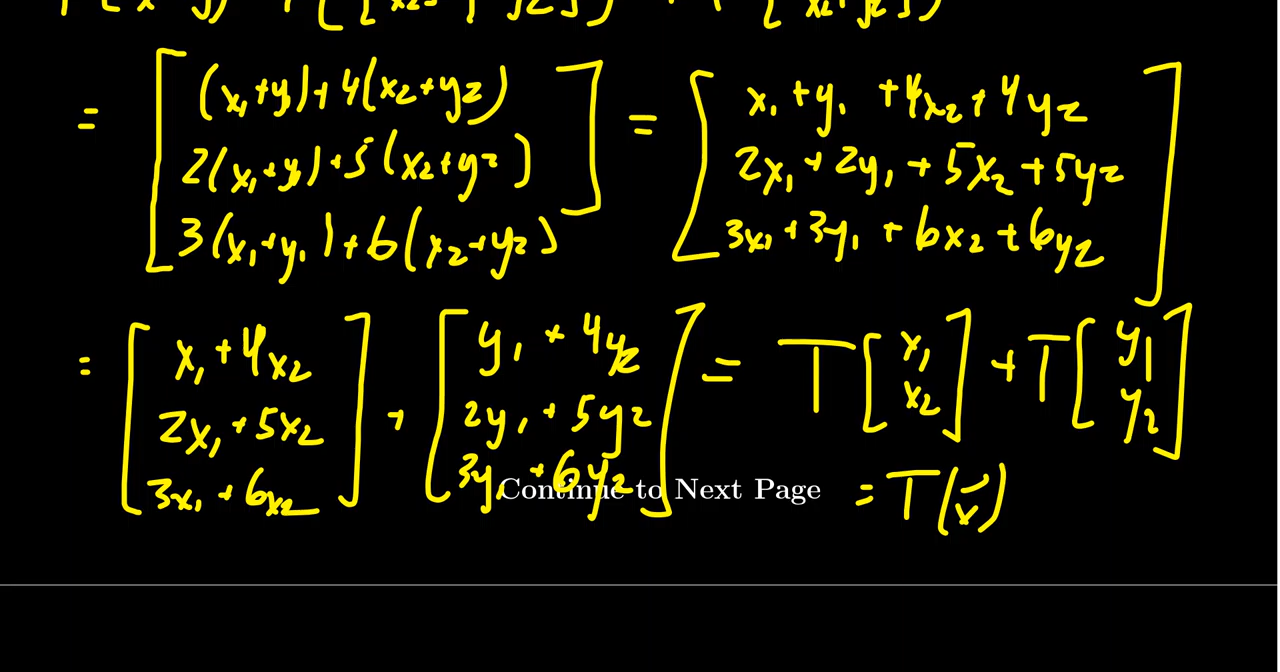 = [ (x₁+y₁)+4(x₂+y₂) ] = [ x₁+y₁+4x₂+4y₂ ]
[ 2(x₁+y₁)+5(x₂+y₂) ] [ 2x₁+2y₁+5x₂+5y₂ ]
[ 3(x₁+y₁)+6(x₂+y₂) ] [ 3x₁+3y₁+6x₂+6y₂ ]
= [ x₁+4x₂ ] + [ y₁+4y₂ ] = T [ x₁ ] + T [ y₁ ]
[ 2x₁+5x₂ ] [ 2y₁+5y₂ ] [ x₂ ] [ y₂ ]
[ 3x₁+6x₂ ] [ 3y₁+6y₂ ]
Continue to Next Page = T(x⃗)